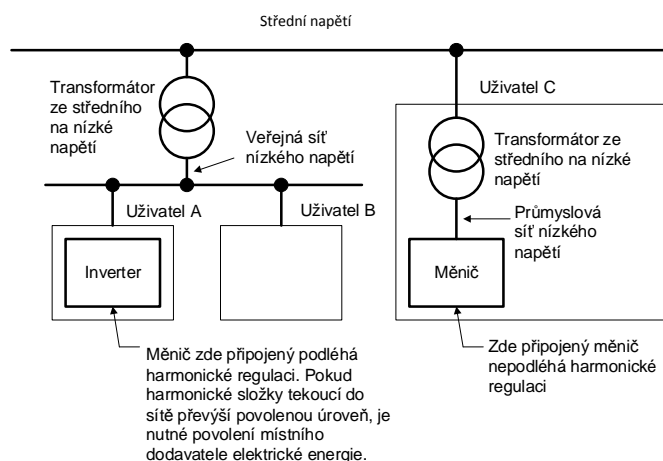 Střední napětí
Transformátor
ze středního
na nízké
napětí
Veřejná síť
nízkého napětí
Uživatel A
Uživatel B
Inverter
Měnič zde připojený podléhá
harmonické regulaci. Pokud
harmonické složky tekoucí do
sítě převýší povolenou úroveň, je
nutné povolení místního
dodavatele elektrické energie.
Uživatel C
Transformátor ze
středního na nízké
napětí
Průmyslová
síť nízkého
napětí
Měnič
Zde připojený měnič
nepodléhá harmonické
regulaci